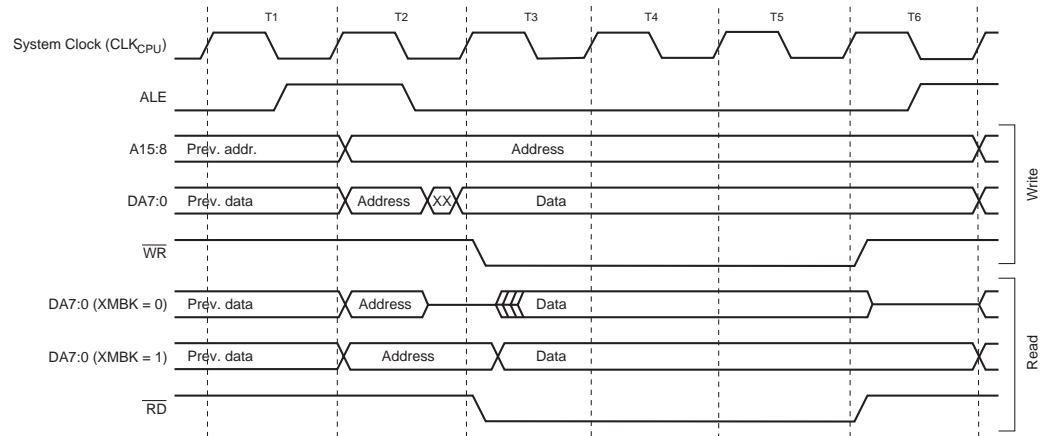 T1 T2 T3 T4 T5 T6
System Clock (CLKCPU)
ALE
A15:8 Prev. addr. Address
DA7:0 Prev. data Address XX Data
WR
Write
DA7:0 (XMBK = 0) Prev. data Address Data
DA7:0 (XMBK = 1) Prev. data Address Data
RD
Read